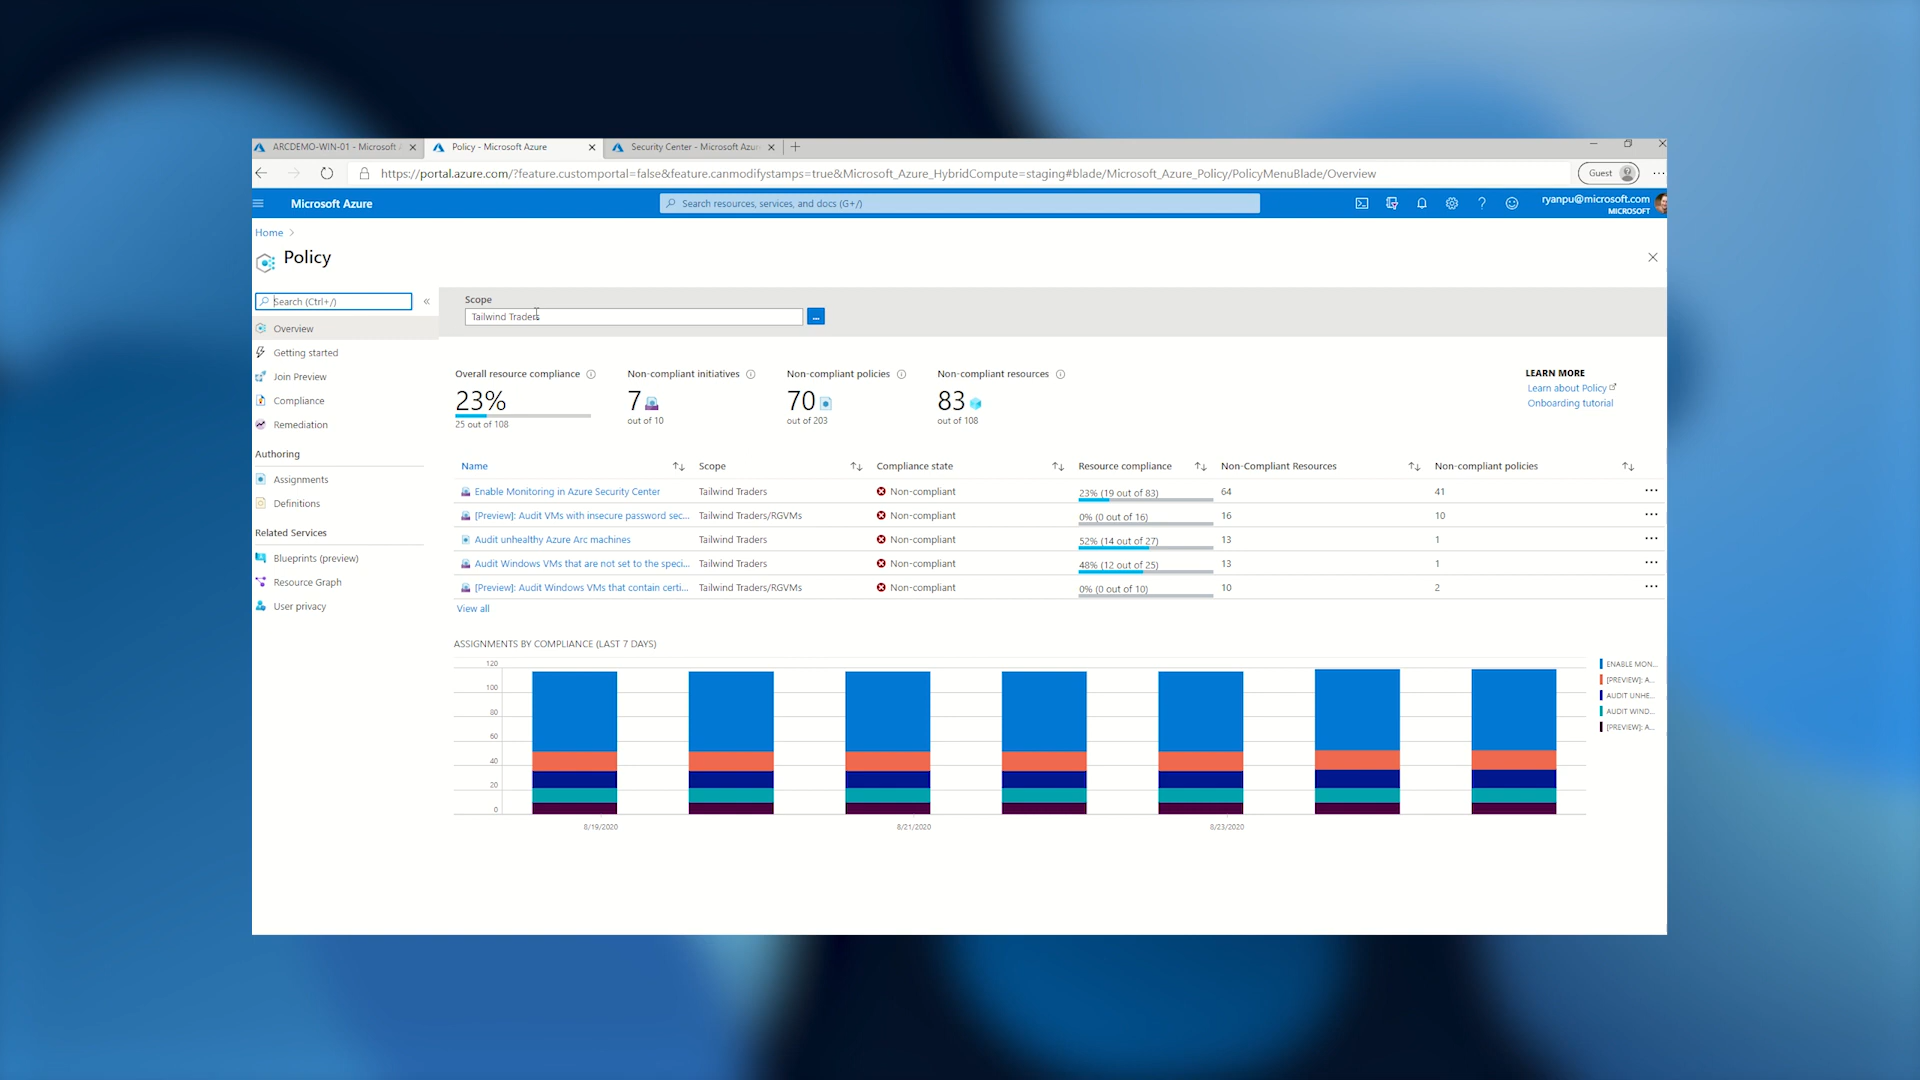 ARCDEMO-WIN-01 - Microsoft A
Policy - Microsoft Azure
Security Center - Microsoft Azur
https://portal.azure.com/?feature.customportal=false&feature.canmodifystamps=true&Microsoft_Azure_HybridCompute=staging#blade/Microsoft_Azure_Policy/PolicyMenuBlade/Overview
Guest
Microsoft Azure
Search resources, services, and docs (G+/)
ryanpu@microsoft.com
MICROSOFT
Home
Policy
Search (Ctrl+/)
Overview
Getting started
Join Preview
Compliance
Remediation
Authoring
Assignments
Definitions
Related Services
Blueprints (preview)
Resource Graph
User privacy
Scope
Tailwind Traders
...
Overall resource compliance
23%
25 out of 108
Non-compliant initiatives
7
out of 10
Non-compliant policies
70
out of 203
Non-compliant resources
83
out of 108
LEARN MORE
Learn about Policy
Onboarding tutorial
Name Scope Compliance state Resource compliance Non-Compliant Resources Non-compliant policies
Enable Monitoring in Azure Security Center Tailwind Traders Non-compliant 23% (19 out of 83) 64 41
[Preview]: Audit VMs with insecure password sec... Tailwind Traders/RGVMs Non-compliant 0% (0 out of 16) 16 10
Audit unhealthy Azure Arc machines Tailwind Traders Non-compliant 52% (14 out of 27) 13 1
Audit Windows VMs that are not set to the speci... Tailwind Traders Non-compliant 48% (12 out of 25) 13 1
[Preview]: Audit Windows VMs that contain certi... Tailwind Traders/RGVMs Non-compliant 0% (0 out of 10) 10 2
View all
ASSIGNMENTS BY COMPLIANCE (LAST 7 DAYS)
120
100
80
60
40
20
0
8/19/2020
8/21/2020
8/23/2020
ENABLE MON...
[PREVIEW]: A...
AUDIT UNHE...
AUDIT WIND...
[PREVIEW]: A...